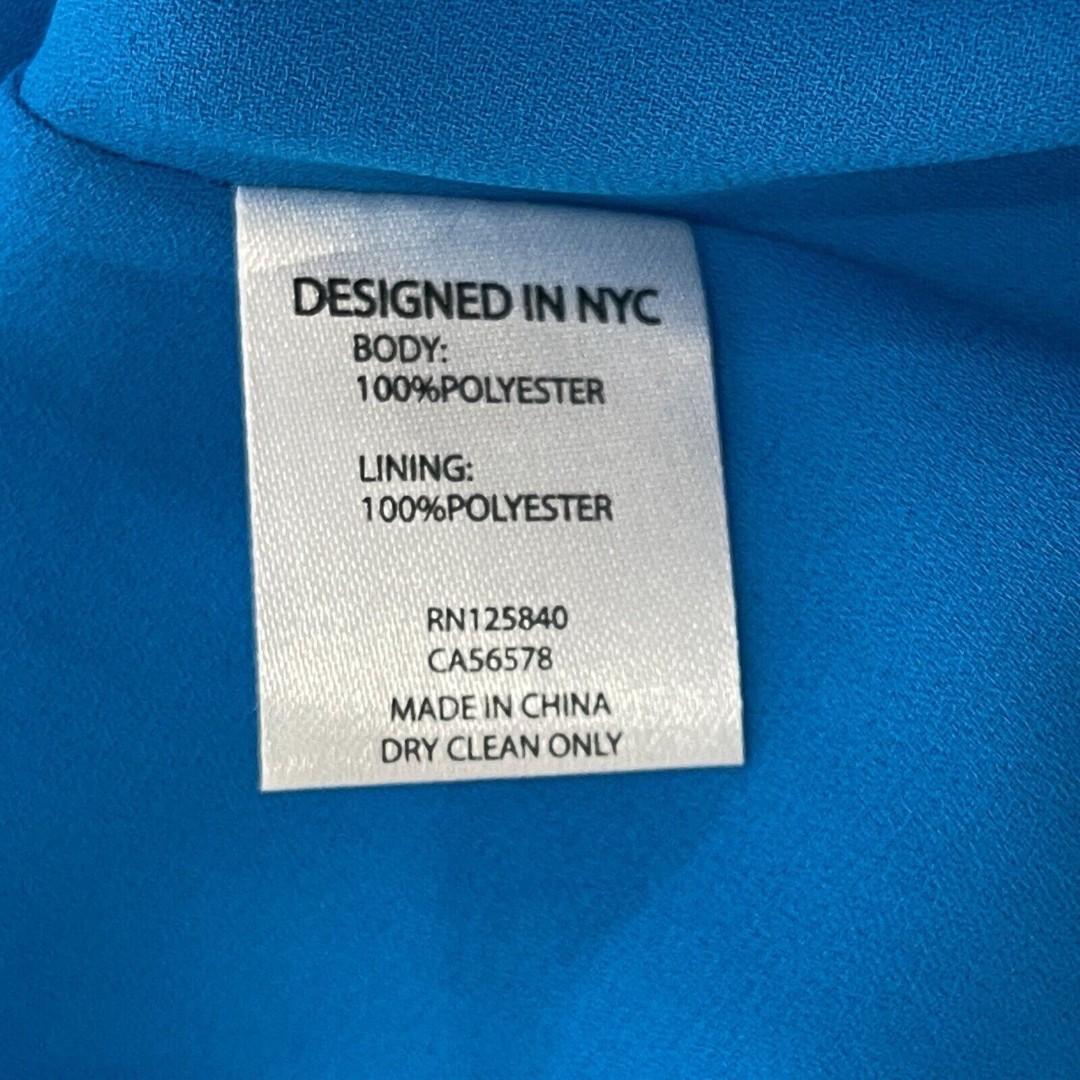 DESIGNED IN NYC
BODY:
100%POLYESTER
LINING:
100%POLYESTER
RN125840
CA56578
MADE IN CHINA
DRY CLEAN ONLY